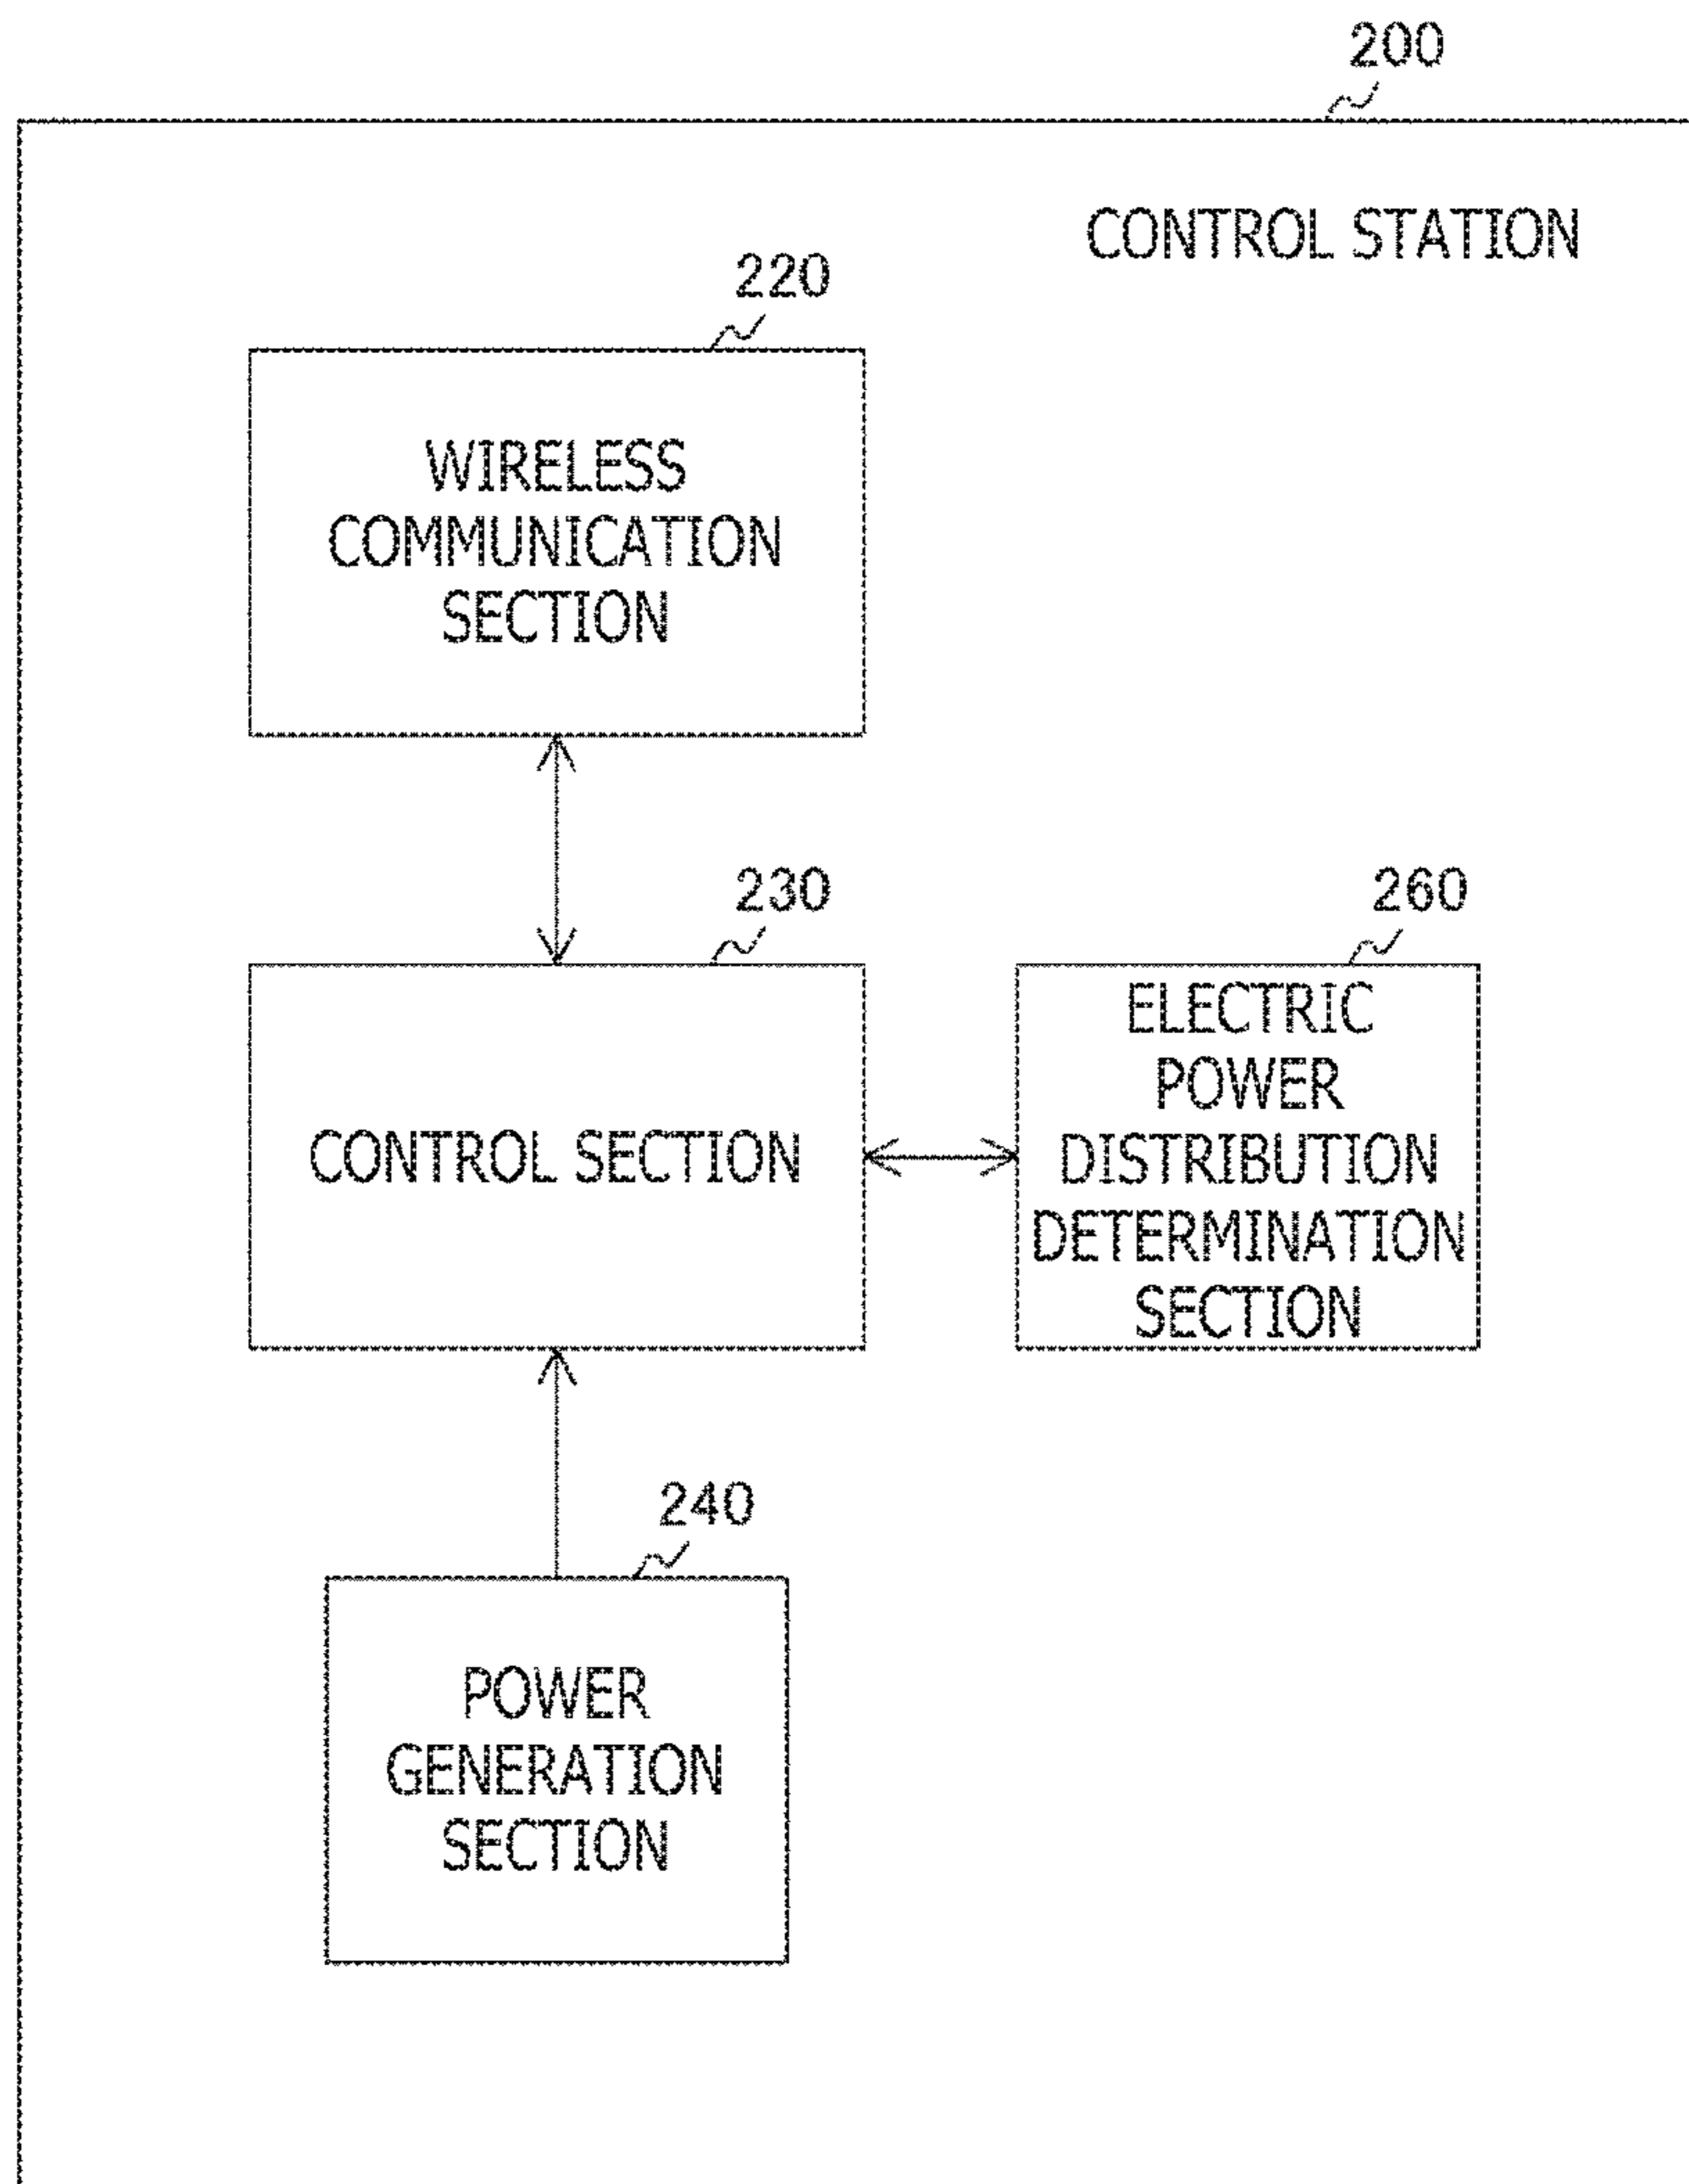 200
CONTROL STATION
220
WIRELESS
COMMUNICATION
SECTION
230
CONTROL SECTION
260
ELECTRIC
POWER
DISTRIBUTION
DETERMINATION
SECTION
240
POWER
GENERATION
SECTION